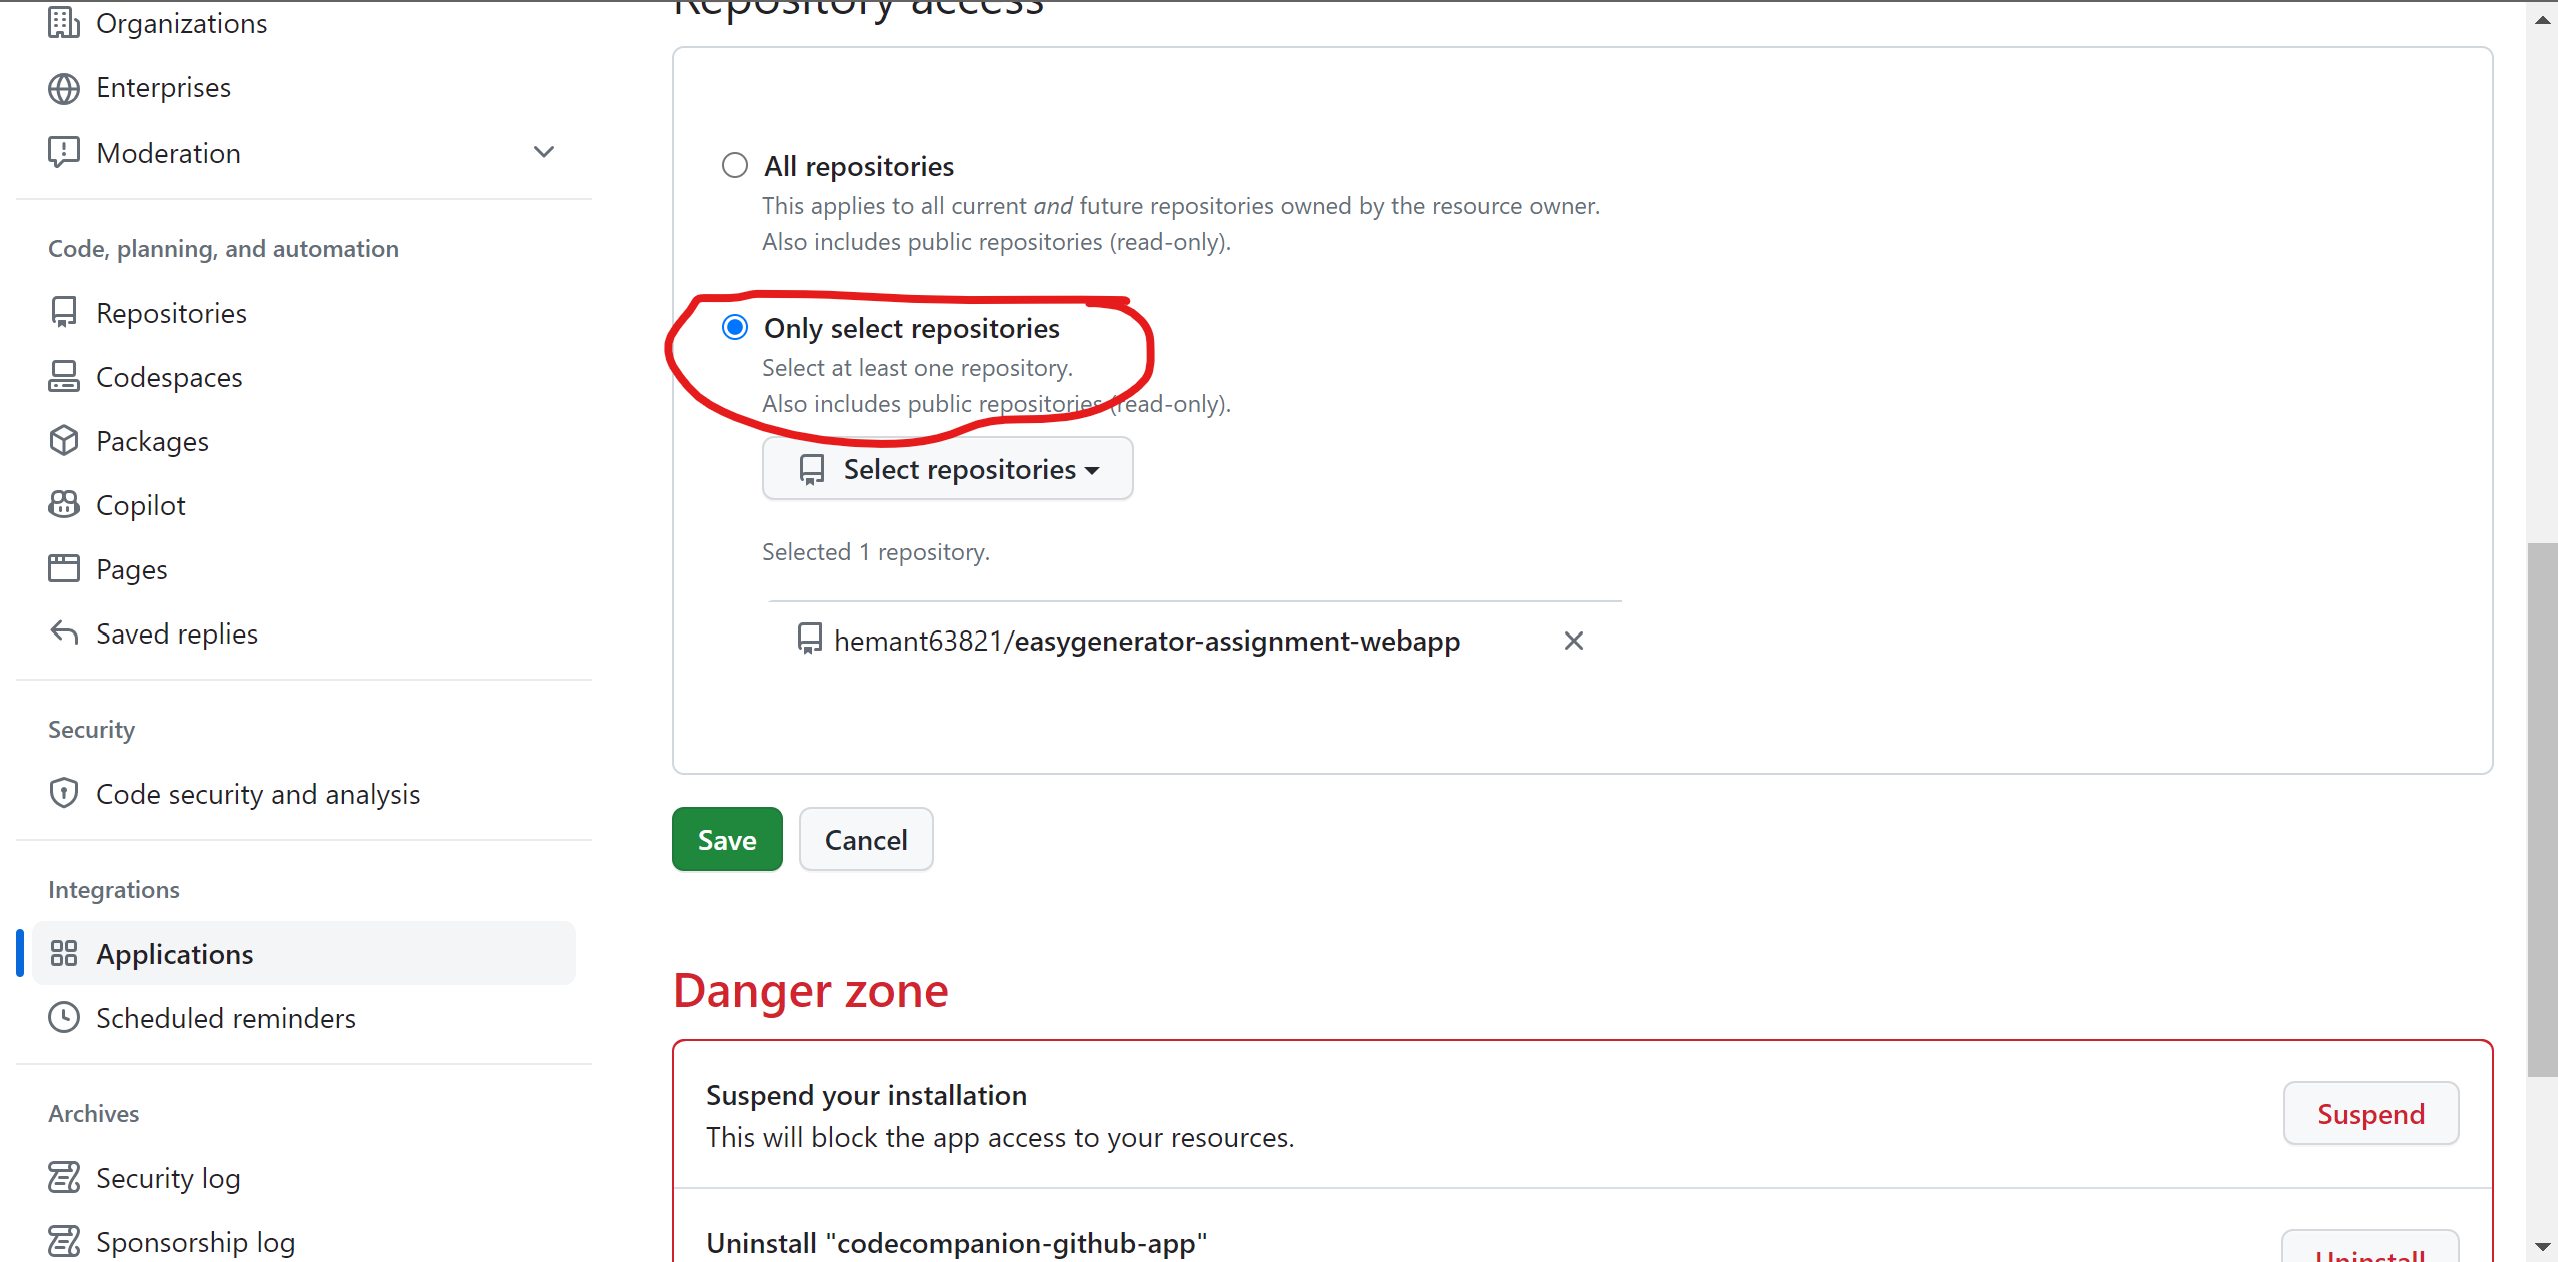 Organizations
Enterprises
Moderation
Code, planning, and automation
Repositories
Codespaces
Packages
Copilot
Pages
Saved replies
Security
Code security and analysis
Integrations
Applications
Scheduled reminders
Archives
Security log
Sponsorship log
Repository access
All repositories
This applies to all current and future repositories owned by the resource owner.
Also includes public repositories (read-only).
Only select repositories
Select at least one repository.
Also includes public repositories (read-only).
Select repositories
Selected 1 repository.
hemant63821/easygenerator-assignment-webapp
Save
Cancel
Danger zone
Suspend your installation
This will block the app access to your resources.
Suspend
Uninstall "codecompanion-github-app"
Uninstall